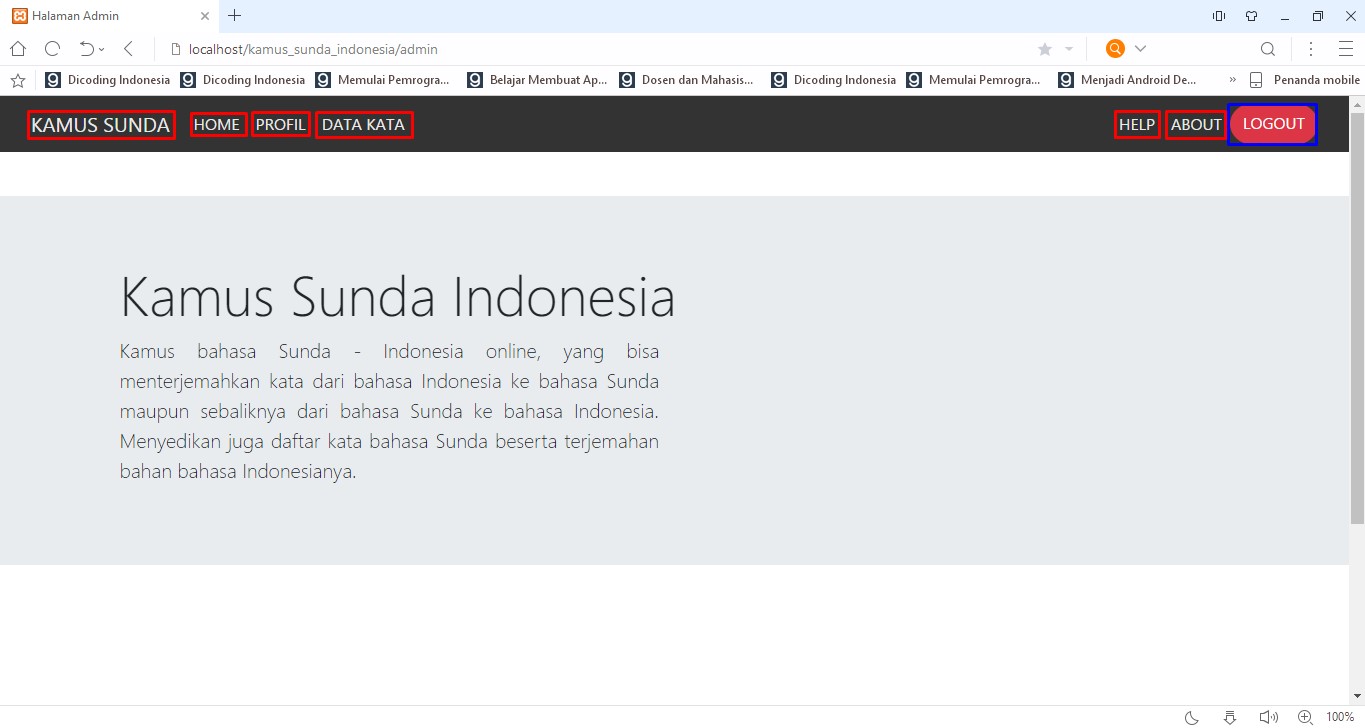 Halaman Admin
localhost/kamus_sunda_indonesia/admin
Dicoding Indonesia Dicoding Indonesia Memulai Pemrogra... Belajar Membuat Ap... Dosen dan Mahasis... Dicoding Indonesia Memulai Pemrogra... Menjadi Android De... » Penanda mobile
KAMUS SUNDA HOME PROFIL DATA KATA HELP ABOUT LOGOUT
Kamus Sunda Indonesia
Kamus bahasa Sunda - Indonesia online, yang bisa
menterjemahkan kata dari bahasa Indonesia ke bahasa Sunda
maupun sebaliknya dari bahasa Sunda ke bahasa Indonesia.
Menyedikan juga daftar kata bahasa Sunda beserta terjemahan
bahan bahasa Indonesianya.
100%